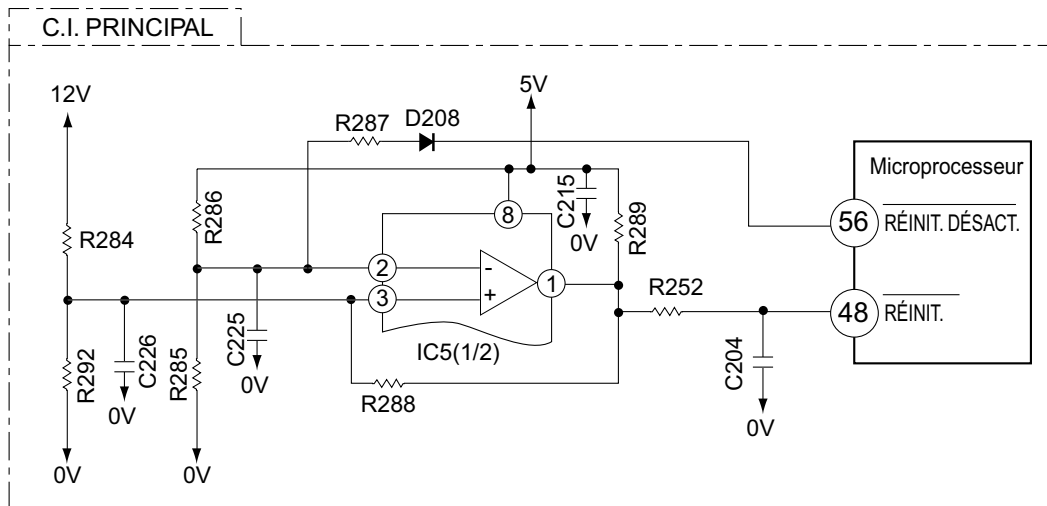 C.I. PRINCIPAL
12V
5V
R287
D208
R286
R284
8
C215
0V
R289
Microprocesseur
56
RÉINIT. DÉSACT.
2
-
3
+
1
R252
48
RÉINIT.
R292
C226
0V
R285
C225
0V
IC5(1/2)
R288
C204
0V
0V
0V